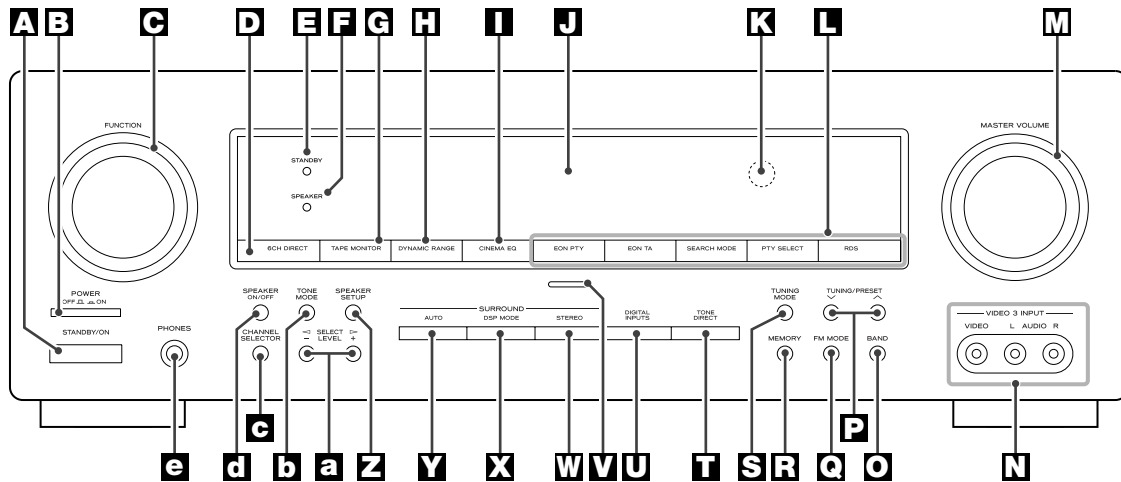 A B C D E F G H I J K L M
FUNCTION
MASTER VOLUME
STANDBY
SPEAKER
6CH DIRECT TAPE MONITOR DYNAMIC RANGE CINEMA EQ EON PTY EON TA SEARCH MODE PTY SELECT RDS
POWER
OFF ON
STANDBY/ON
PHONES
SPEAKER
ON/OFF
TONE
MODE
SPEAKER
SETUP
CHANNEL
SELECTOR
SELECT
LEVEL
− +
SURROUND
AUTO DSP MODE STEREO
DIGITAL
INPUTS
TONE
DIRECT
TUNING
MODE
TUNING/PRESET
MEMORY FM MODE BAND
VIDEO 3 INPUT
VIDEO L AUDIO R
e d c b a Z Y X W V U T S R Q P O N